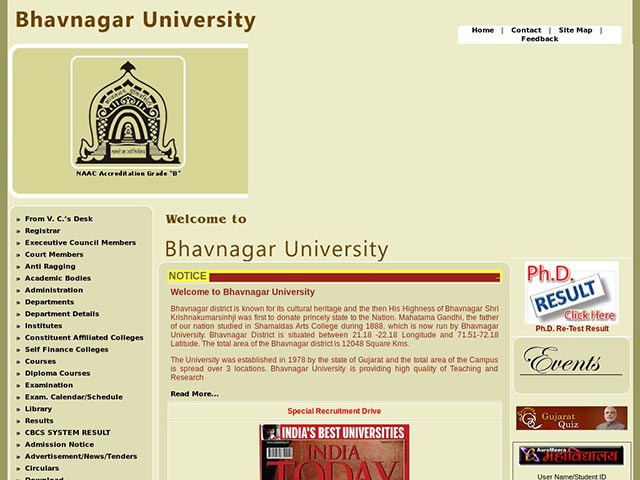 Bhavnagar University
Home | Contact | Site Map |
Feedback
NAAC Accreditation Grade "B"
» From V. C.'s Desk
» Registrar
» Execeutive Council Members
» Court Members
» Anti Ragging
» Academic Bodies
» Administration
» Departments
» Department Details
» Institutes
» Constituent Affiliated Colleges
» Self Finance Colleges
» Courses
» Diploma Courses
» Examination
» Exam. Calendar/Schedule
» Library
» Results
» CBCS SYSTEM RESULT
» Admission Notice
» Advertisement/News/Tenders
» Circulars
» Download
Welcome to
Bhavnagar University
NOTICE
Welcome to Bhavnagar University
Bhavnagar district is known for its cultural heritage and the then His Highness of Bhavnagar Shri
Krishnakumarsinhji was first to donate princely state to the Nation. Mahatama Gandhi, the father
of our nation studied in Shamaldas Arts College during 1888, which is now run by Bhavnagar
University. Bhavnagar District is situated between 21.18 -22,18 Longitude and 71.51-72.18
Latitude. The total area of the Bhavnagar district is 12048 Square Kms.
The University was established in 1978 by the state of Gujarat and the total area of the Campus
is spread over 3 locations. Bhavnagar University is providing high quality of Teaching and
Research
Read More...
Special Recruitment Drive
INDIA'S BEST UNIVERSITIES
INDIA
TODAY
Ph.D.
RESULT
Click Here
Ph.D. Re-Test Result
Events
Gujarat
Quiz
AuroMeera
महाविद्यालय
User Name/Student ID